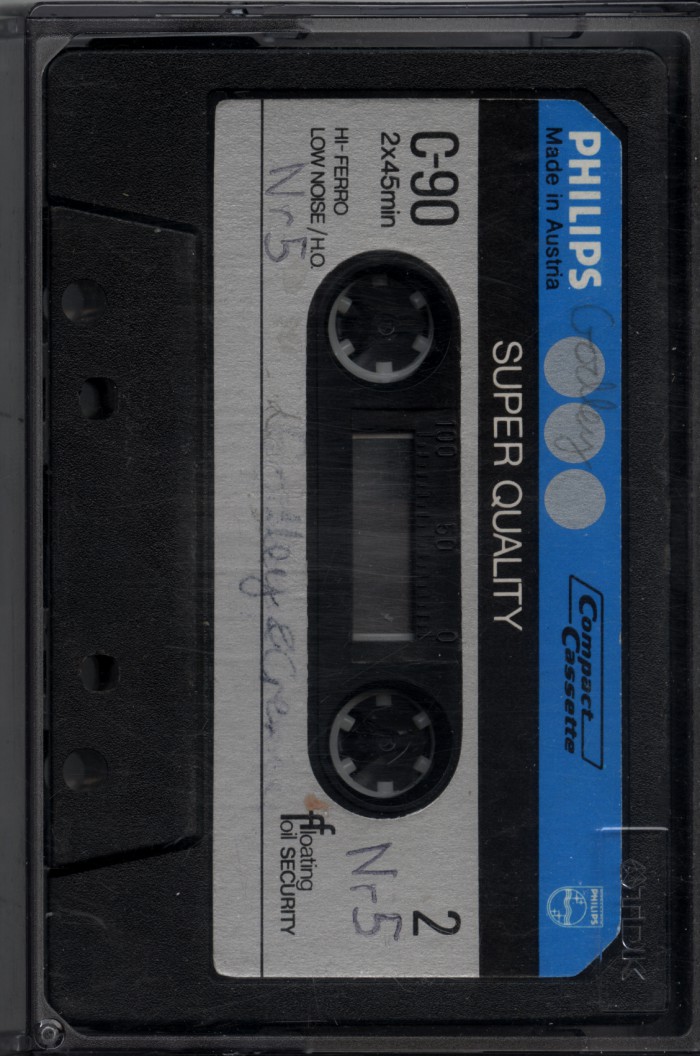 PHILIPS
Made in Austria
Godley
Compact
Cassette
PHILIPS
TDK
SUPER QUALITY
C-90
2x45min
HI-FERRO
LOW NOISE/H.O.
Nr 5
100 50 0
2
Nr 5
floating
foil SECURITY